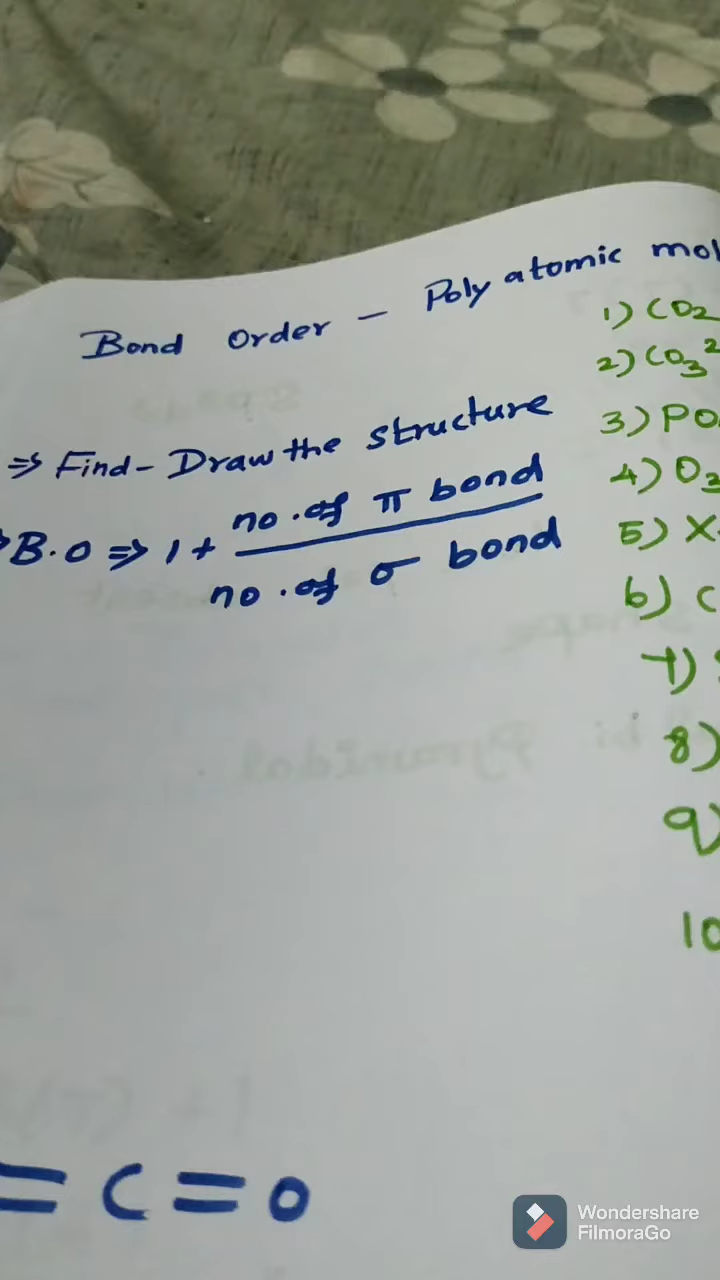 Bond Order - Poly atomic mol
⇒ Find - Draw the structure
B.O ⇒ 1 + no. of π bond
no. of σ bond
1) CO2
2) CO3 2
3) PO
4) O3
5) X
6) C
7)
8)
9)
10
= C = O
Wondershare
FilmoraGo